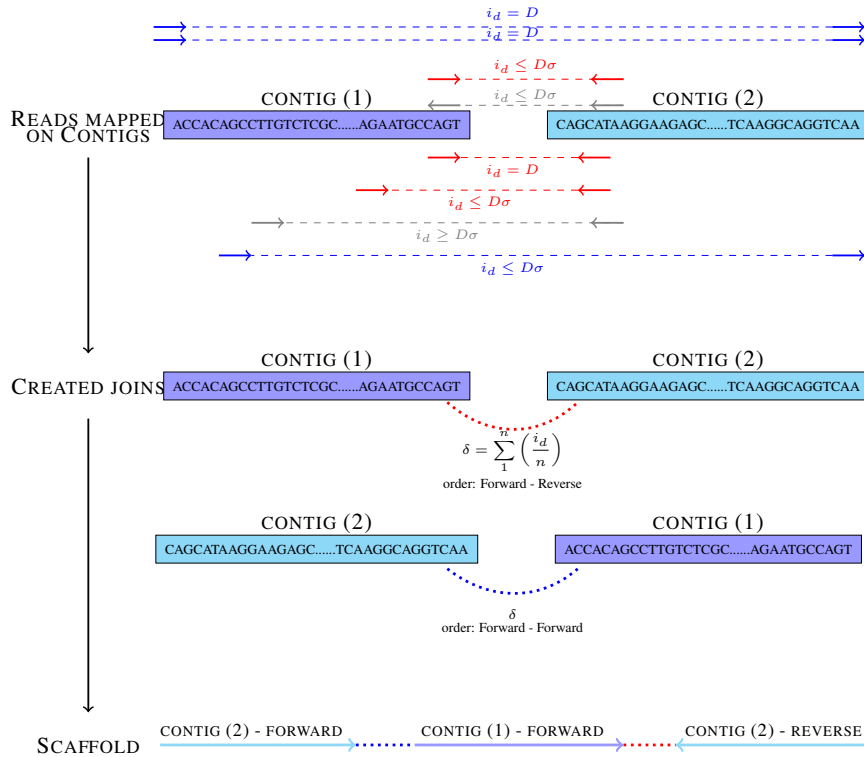 i_d = D
i_d = D
i_d ≤ Dσ
i_d ≤ Dσ
CONTIG (1)
CONTIG (2)
READS MAPPED
ON CONTIGS
ACCACAGCCTTGTCTCGC......AGAATGCCAGT
CAGCATAAGGAAGAGC......TCAAGGCAGGTCAA
i_d = D
i_d ≤ Dσ
i_d ≥ Dσ
i_d ≤ Dσ
CONTIG (1)
CONTIG (2)
CREATED JOINS
ACCACAGCCTTGTCTCGC......AGAATGCCAGT
CAGCATAAGGAAGAGC......TCAAGGCAGGTCAA
δ = ∑_1^n (i_d/n)
order: Forward - Reverse
CONTIG (2)
CONTIG (1)
CAGCATAAGGAAGAGC......TCAAGGCAGGTCAA
ACCACAGCCTTGTCTCGC......AGAATGCCAGT
δ
order: Forward - Forward
CONTIG (2) - FORWARD
CONTIG (1) - FORWARD
CONTIG (2) - REVERSE
SCAFFOLD